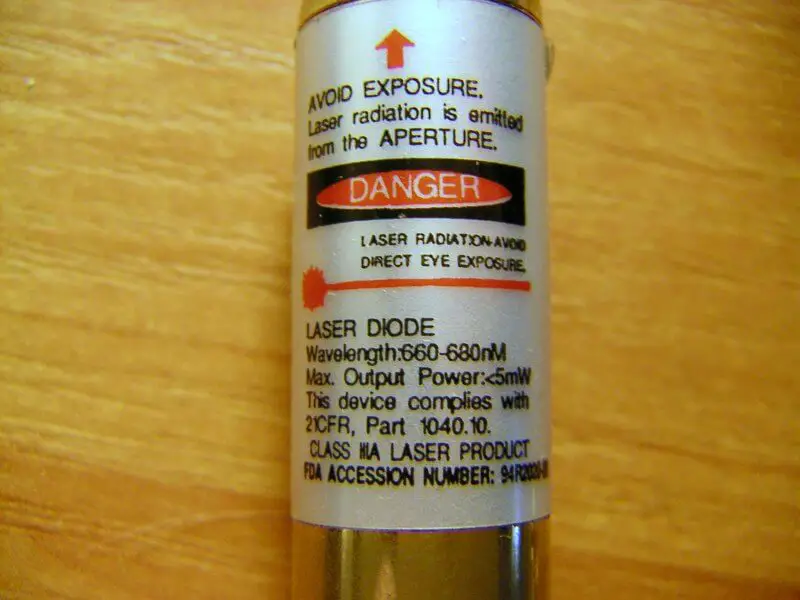 AVOID EXPOSURE.
Laser radiation is emitted
from the APERTURE.
DANGER
LASER RADIATION-AVOID
DIRECT EYE EXPOSURE.
LASER DIODE
Wavelength:660-680nM
Max. Output Power:<5mW
This device complies with
21CFR, Part 1040.10.
CLASS IIIA LASER PRODUCT
FDA ACCESSION NUMBER: